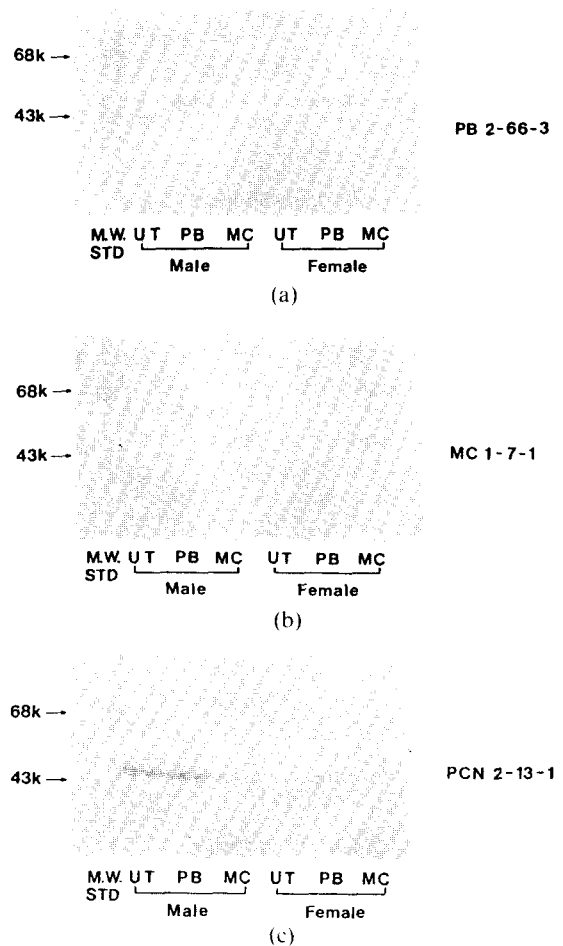 68k
43k
PB 2-66-3
M.W. UT PB MC UT PB MC
STD
Male Female
(a)
68k
43k
MC 1-7-1
M.W. UT PB MC UT PB MC
STD
Male Female
(b)
68k
43k
PCN 2-13-1
M.W. UT PB MC UT PB MC
STD
Male Female
(c)